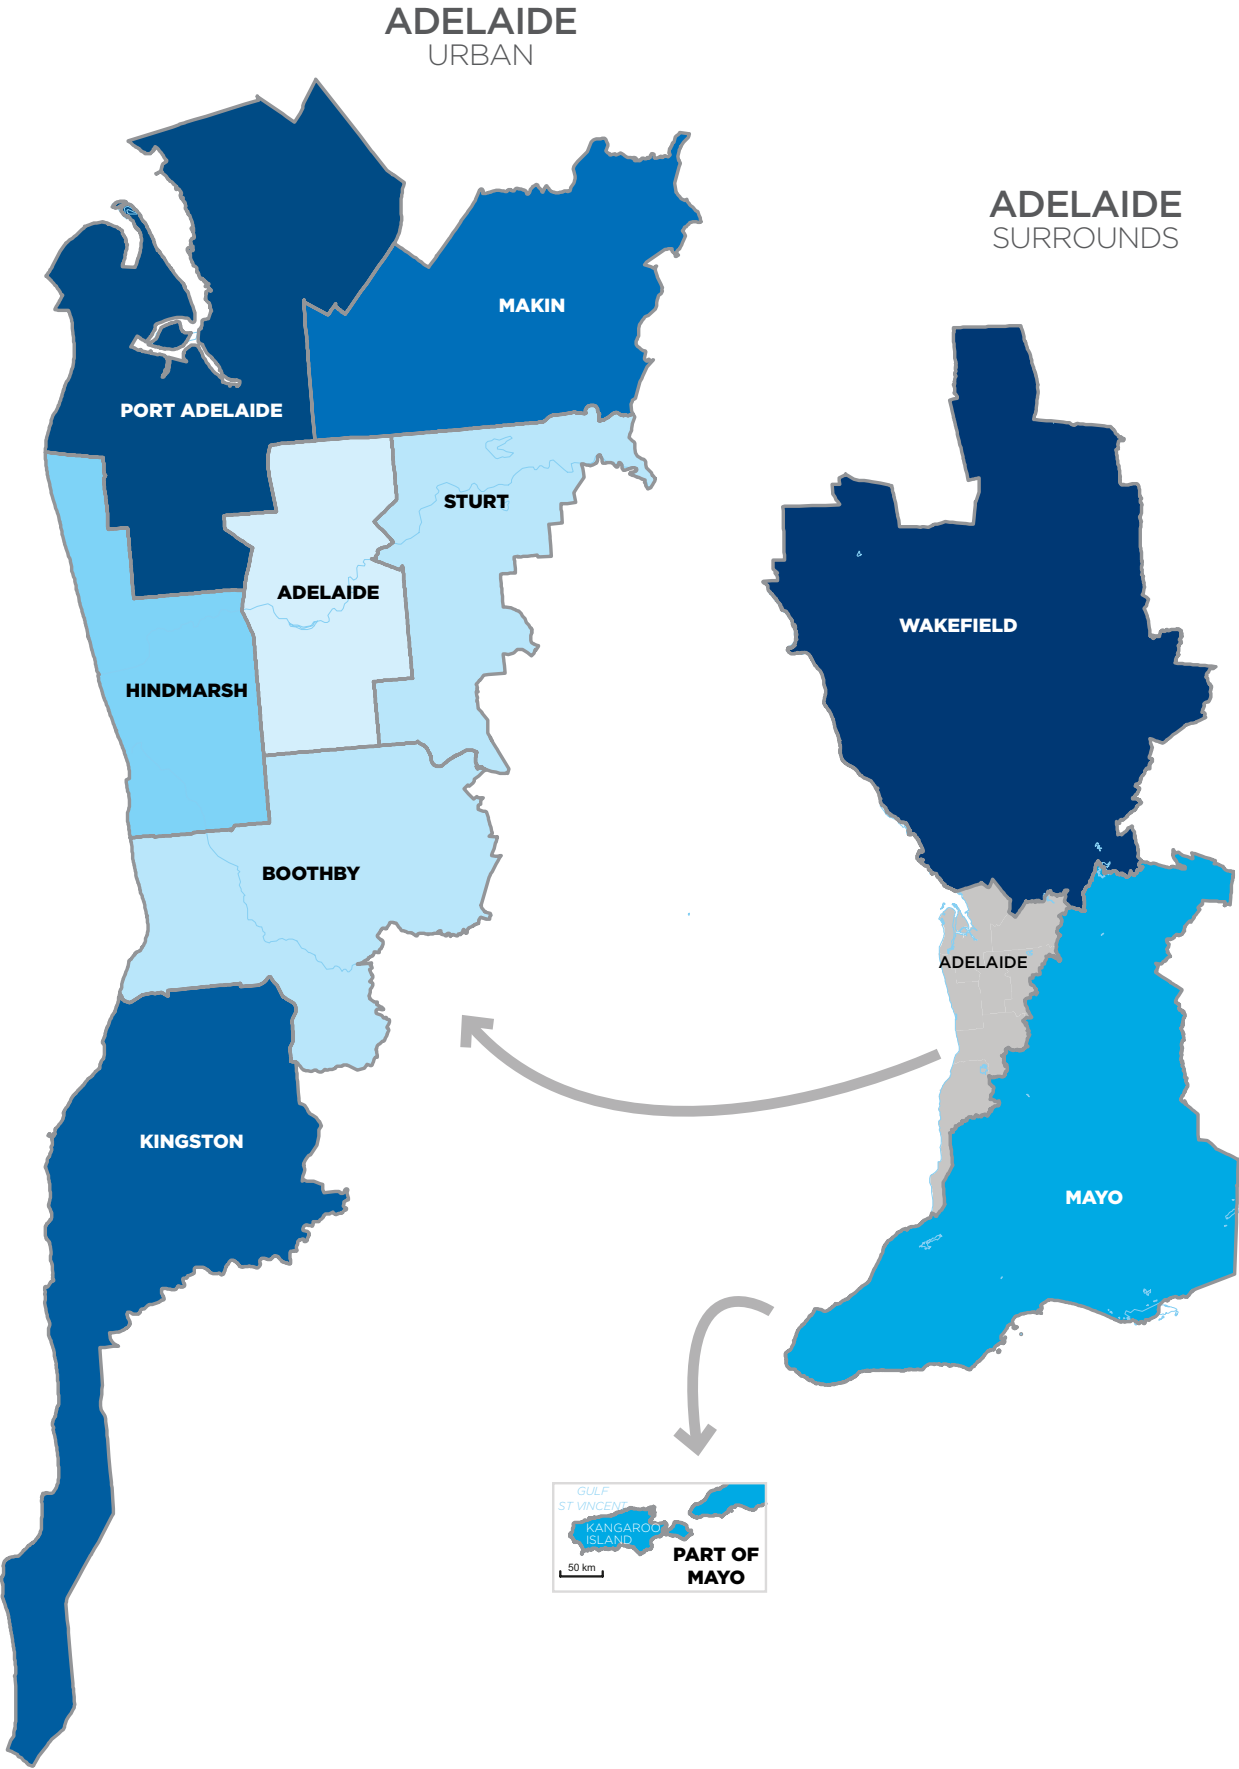 ADELAIDE
URBAN
ADELAIDE
SURROUNDS
MAKIN
PORT ADELAIDE
STURT
ADELAIDE
WAKEFIELD
HINDMARSH
BOOTHBY
ADELAIDE
KINGSTON
MAYO
GULF
ST VINCENT
KANGAROO
ISLAND
PART OF
MAYO
50 km